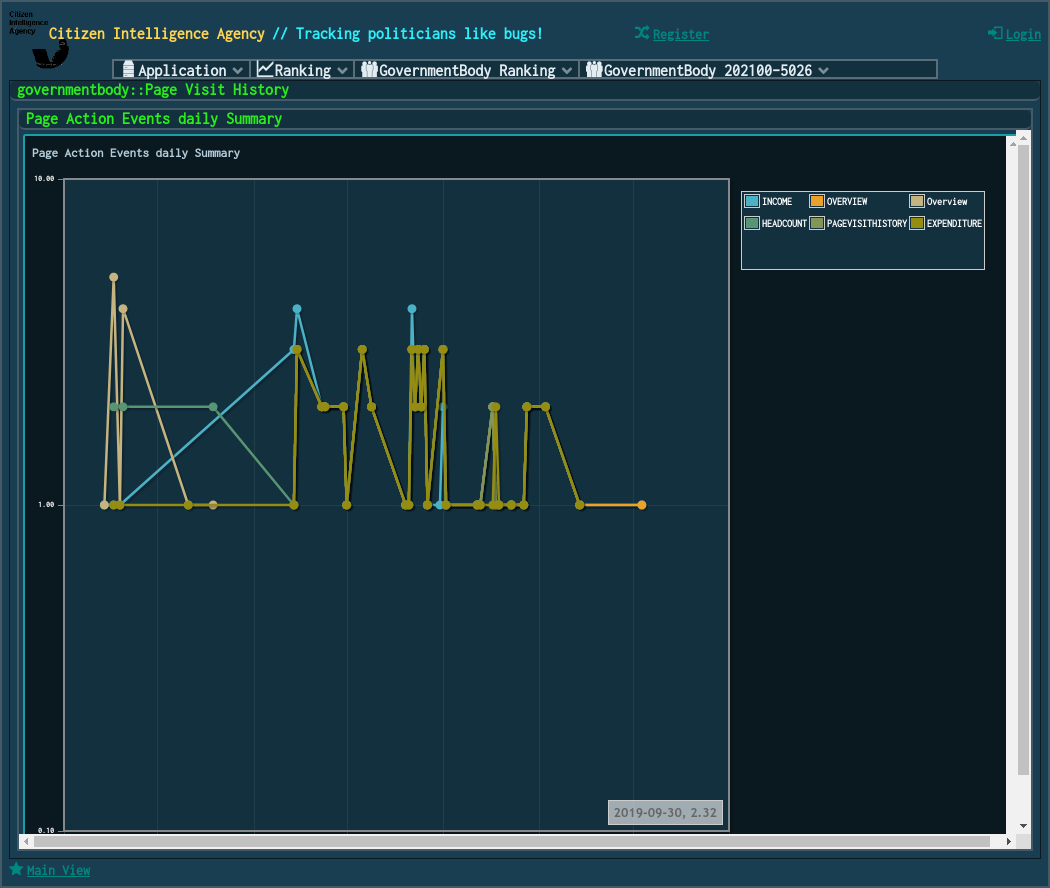 Citizen
Intelligence
Agency
Citizen Intelligence Agency // Tracking politicians like bugs!
Register
Login
Application
Ranking
GovernmentBody Ranking
GovernmentBody 202100-5026
governmentbody::Page Visit History
Page Action Events daily Summary
Page Action Events daily Summary
10.00
INCOME
OVERVIEW
Overview
HEADCOUNT
PAGEVISITHISTORY
EXPENDITURE
1.00
2019-09-30, 2.32
0.10
Main View